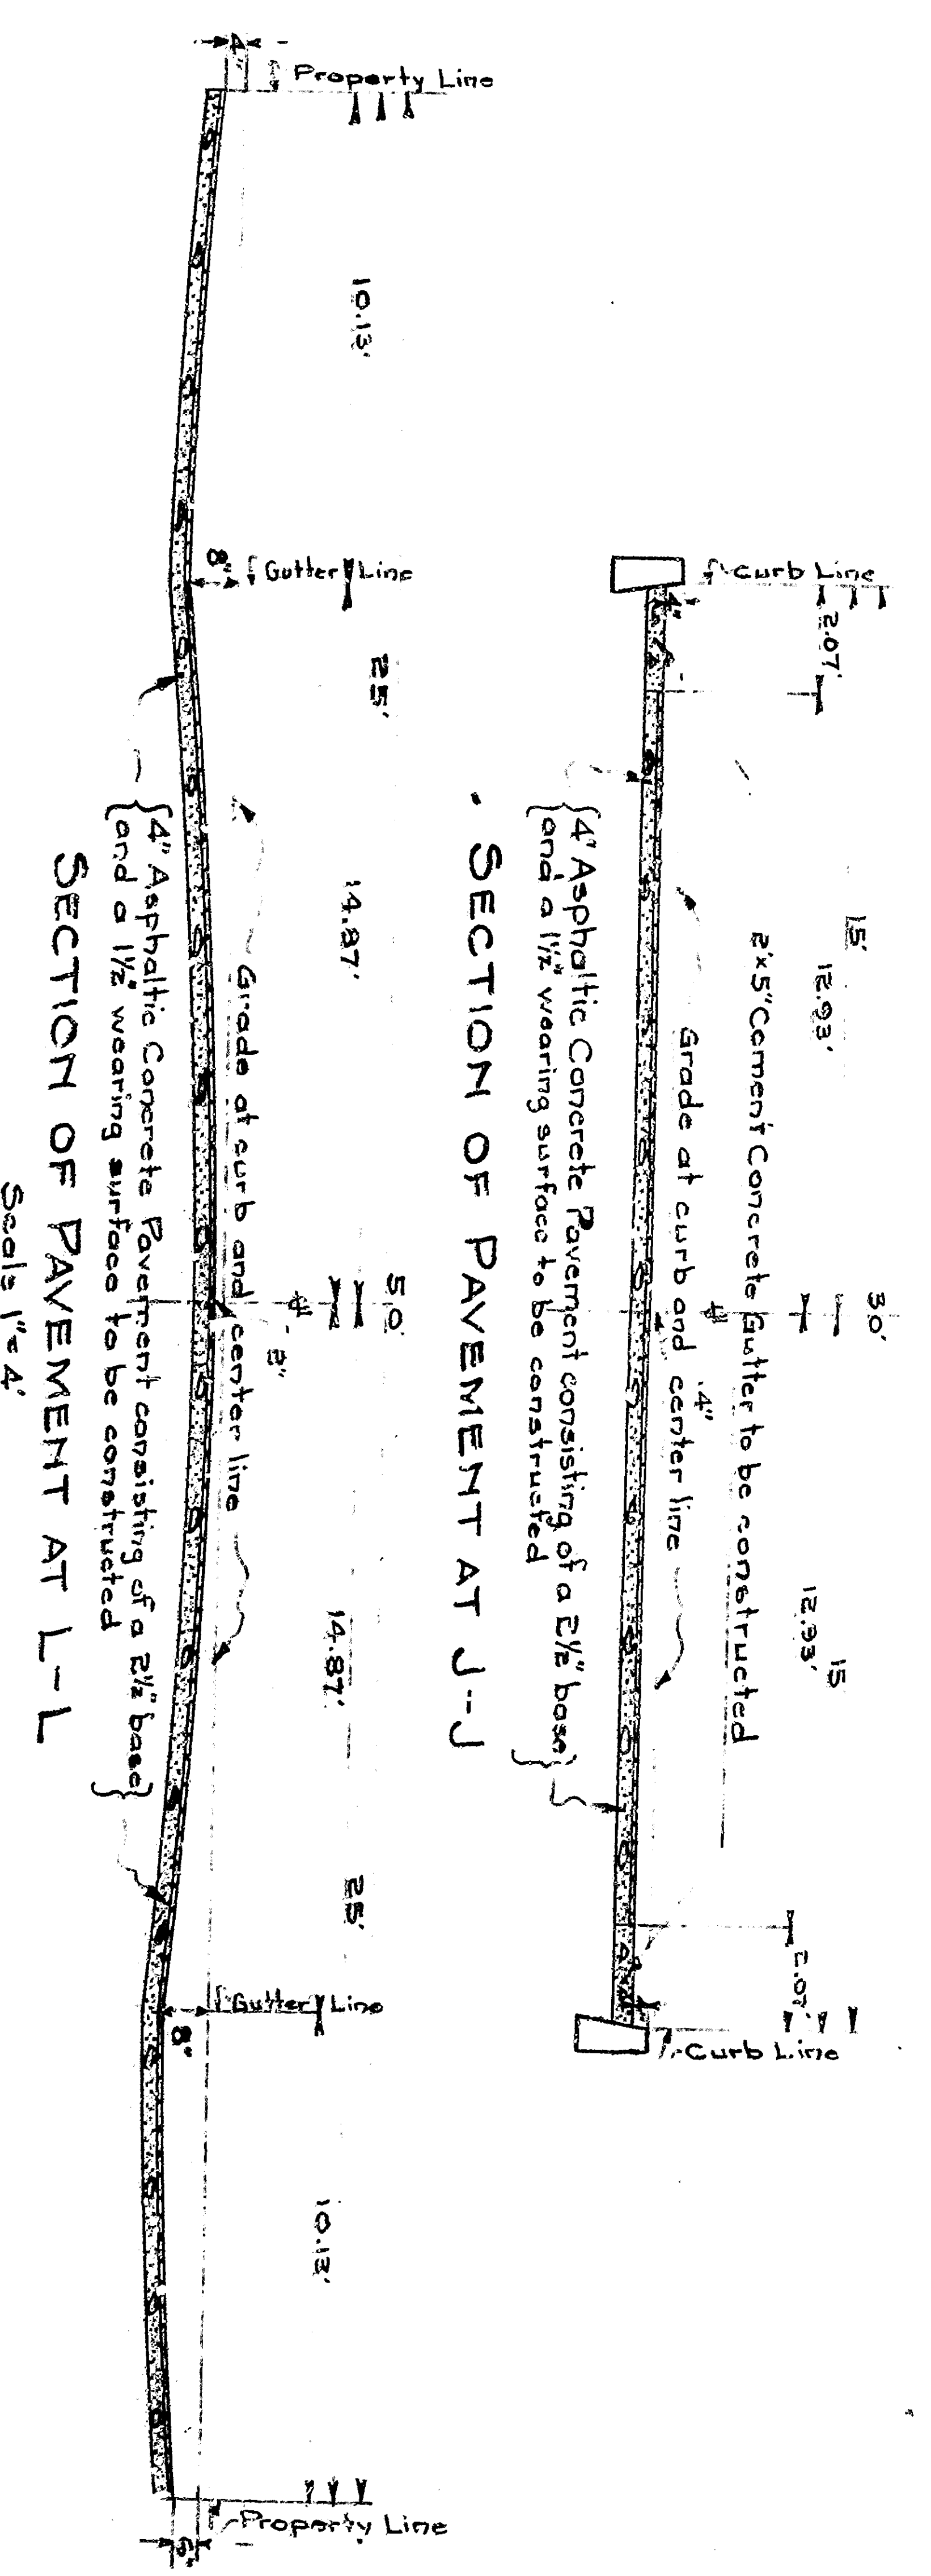 30'
15'
15
2.07'
12.93'
12.93'
2.07'
Curb Line
Curb Line
2'x5" Cement Concrete Gutter to be constructed
4"
.4"
Grade at curb and center line
4" Asphaltic Concrete Pavement consisting of a 2½" base
and a 1½" wearing surface to be constructed
SECTION OF PAVEMENT AT J--J
50'
25'
25'
10.13'
14.87'
14.87'
10.13'
Property Line
Gutter Line
Gutter Line
Property Line
4"
8"
2"
8"
6"
Grade at curb and center line
4" Asphaltic Concrete Pavement consisting of a 2½" base
and a 1½" wearing surface to be constructed
SECTION OF PAVEMENT AT L--L
Scale 1"=4'